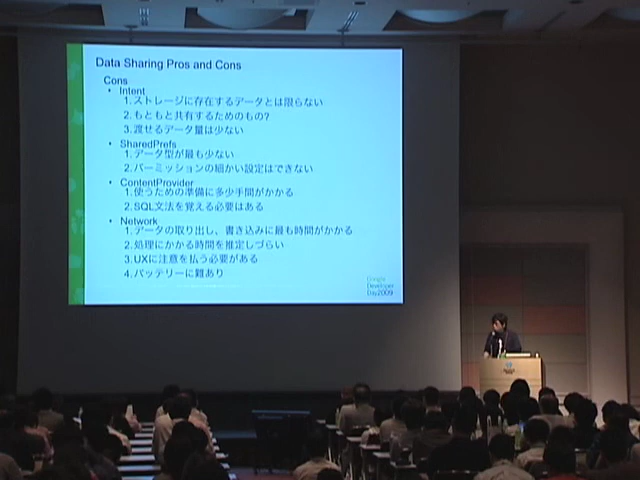 Data Sharing Pros and Cons
Cons
• Intent
1.ストレージに存在するデータとは限らない
2.もともと共有するためのもの?
3.渡せるデータ量は少ない
• SharedPrefs
1.データ型が最も少ない
2.パーミッションの細かい設定はできない
• ContentProvider
1.使うための準備に多少手間がかかる
2.SQL文法を覚える必要はある
• Network
1.データの取り出し、書き込みに最も時間がかかる
2.処理にかかる時間を推定しづらい
3.UXに注意を払う必要がある
4.バッテリーに難あり
Google
Developer
Day2009